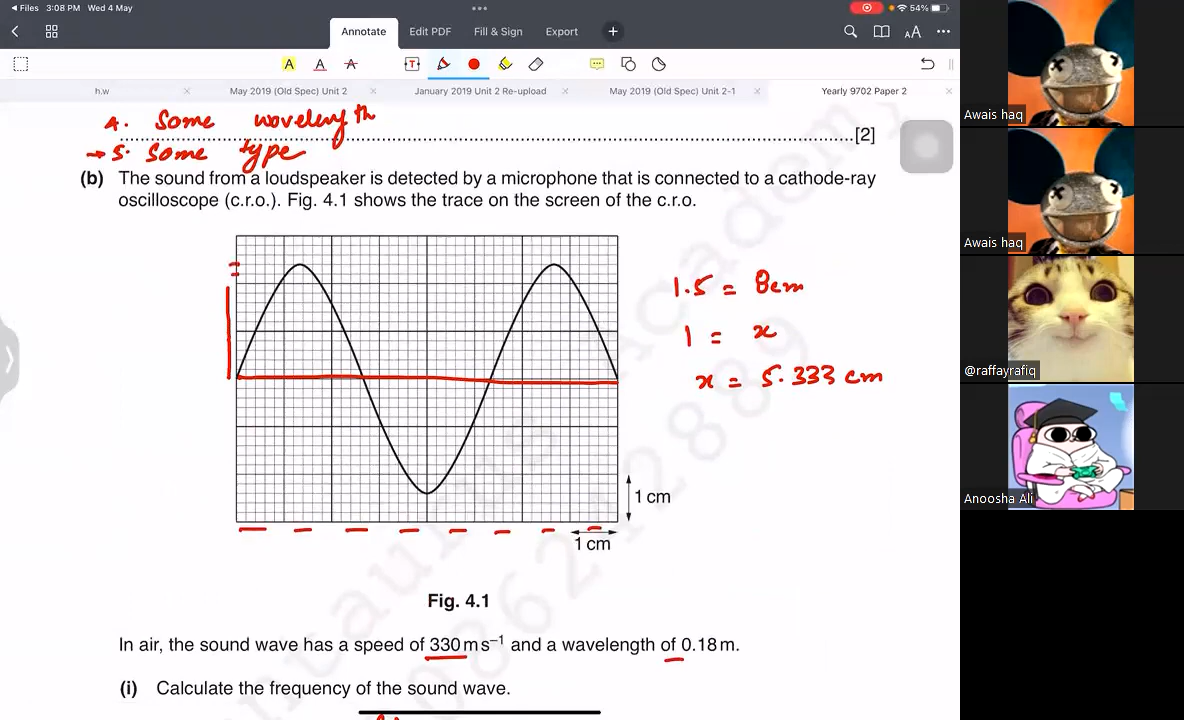 Files 3:08 PM Wed 4 May
54%
Annotate Edit PDF Fill & Sign Export
AA
A A A T
h.w May 2019 (Old Spec) Unit 2 January 2019 Unit 2 Re-upload May 2019 (Old Spec) Unit 2-1 Yearly 9702 Paper 2
4. Some wavelength
[2]
→ 5. Some type
(b) The sound from a loudspeaker is detected by a microphone that is connected to a cathode-ray
oscilloscope (c.r.o.). Fig. 4.1 shows the trace on the screen of the c.r.o.
1.5 = 8cm
1 = x
x = 5.333 cm
1 cm
1 cm
Fig. 4.1
In air, the sound wave has a speed of 330 m s⁻¹ and a wavelength of 0.18 m.
(i) Calculate the frequency of the sound wave.
Awais haq
Awais haq
@raffayrafiq
Anoosha Ali